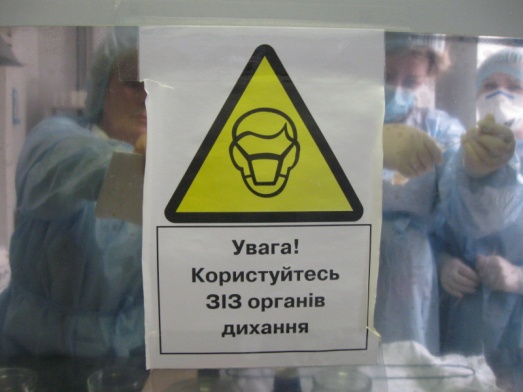 Увага!
Користуйтесь
ЗІЗ органів
дихання